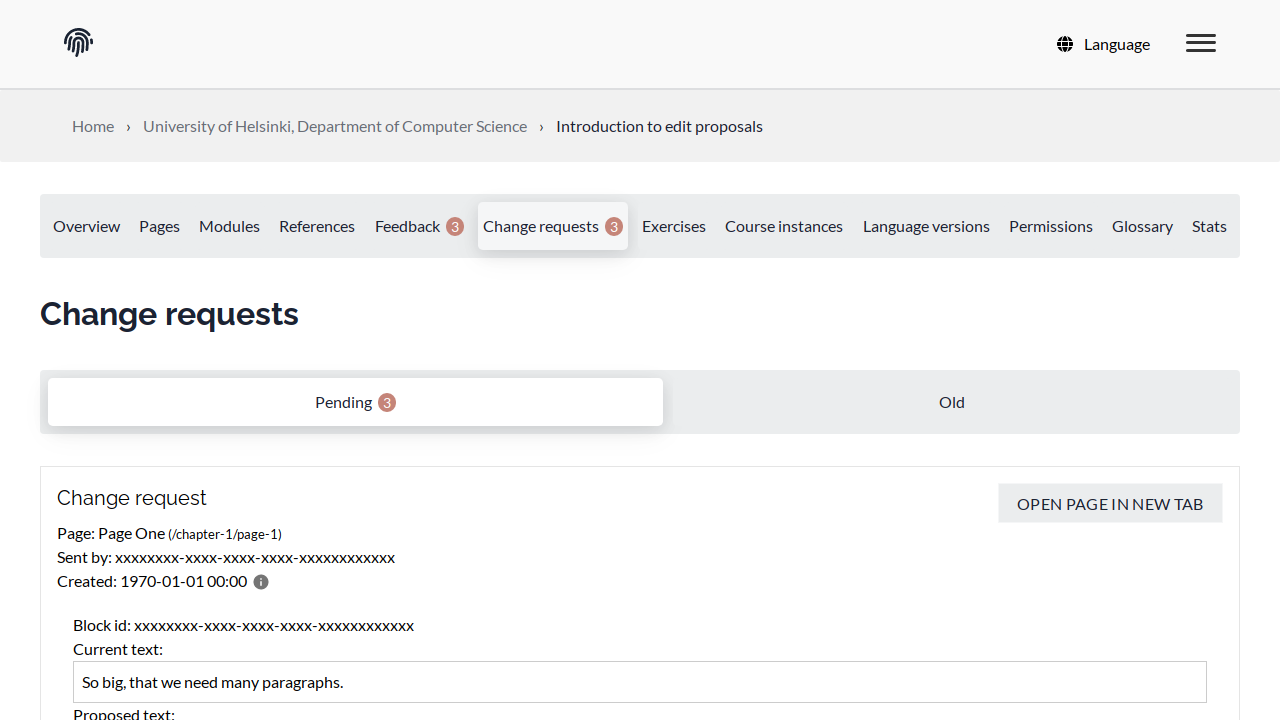 Language
Home › University of Helsinki, Department of Computer Science › Introduction to edit proposals
Overview Pages Modules References Feedback 3 Change requests 3 Exercises Course instances Language versions Permissions Glossary Stats
Change requests
Pending 3 Old
Change request
OPEN PAGE IN NEW TAB
Page: Page One (/chapter-1/page-1)
Sent by: xxxxxxxx-xxxx-xxxx-xxxx-xxxxxxxxxxxx
Created: 1970-01-01 00:00
Block id: xxxxxxxx-xxxx-xxxx-xxxx-xxxxxxxxxxxx
Current text:
So big, that we need many paragraphs.
Proposed text: